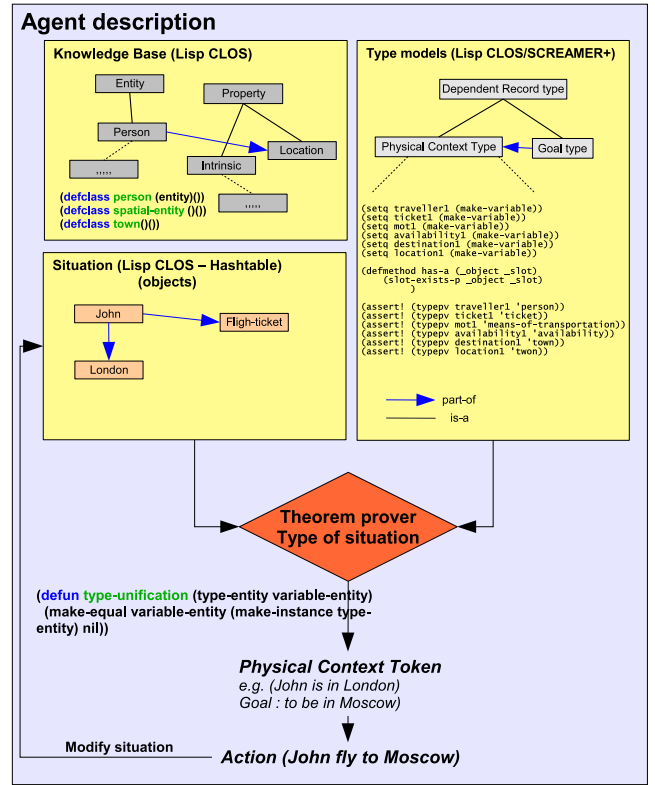 Agent description
Knowledge Base (Lisp CLOS)
Entity
Property
Person
Location
Intrinsic
,,,,,
,,,,,
(defclass person (entity)())
(defclass spatial-entity ()())
(defclass town()())
Type models (Lisp CLOS/SCREAMER+)
Dependent Record type
Physical Context Type
Goal type
(setq traveller1 (make-variable))
(setq ticket1 (make-variable))
(setq mot1 (make-variable))
(setq availability1 (make-variable))
(setq destination1 (make-variable))
(setq location1 (make-variable))
(defmethod has-a (_object _slot)
(slot-exists-p _object _slot)
)
(assert! (typepv traveller1 'person))
(assert! (typepv ticket1 'ticket))
(assert! (typepv mot1 'means-of-transportation))
(assert! (typepv availability1 'availability))
(assert! (typepv destination1 'town))
(assert! (typepv location1 'twon))
part-of
is-a
Situation (Lisp CLOS – Hashtable)
(objects)
John
Fligh-ticket
London
Theorem prover
Type of situation
(defun type-unification (type-entity variable-entity)
(make-equal variable-entity (make-instance type-
entity) nil))
Physical Context Token
e.g. (John is in London)
Goal : to be in Moscow)
Modify situation
Action (John fly to Moscow)